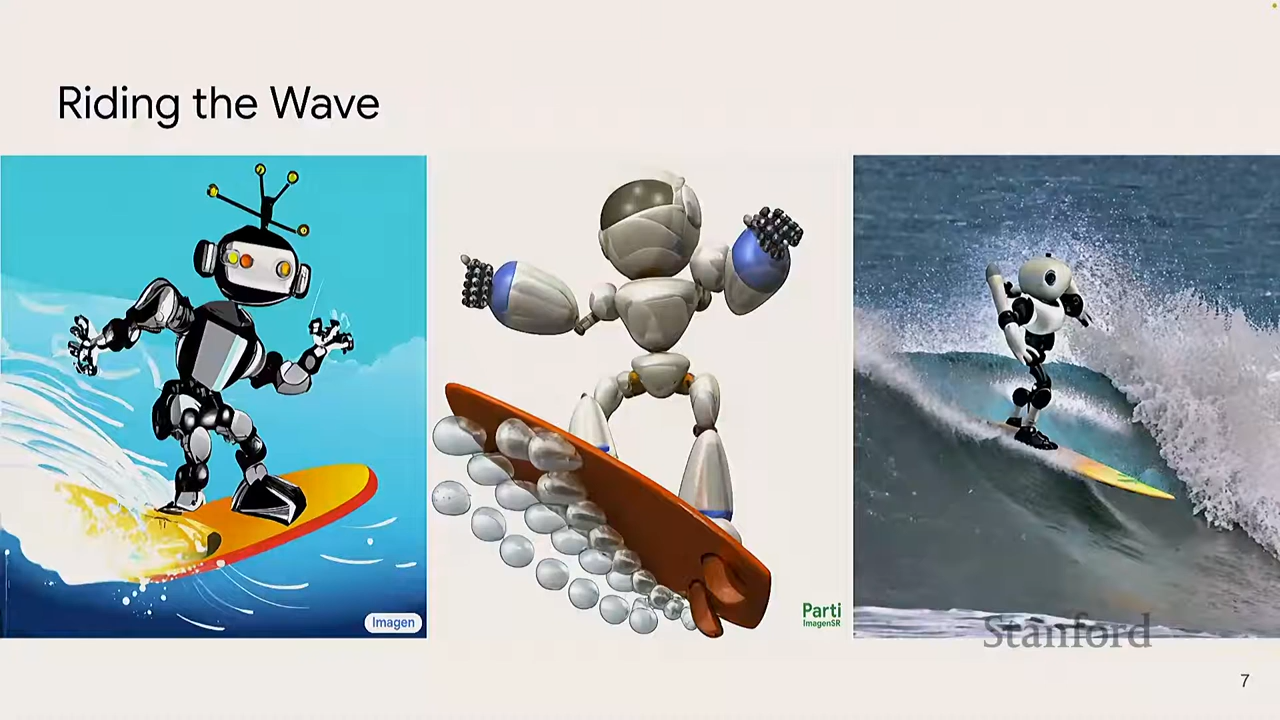 Riding the Wave
Imagen
Parti
ImagenSR
Stanford
7